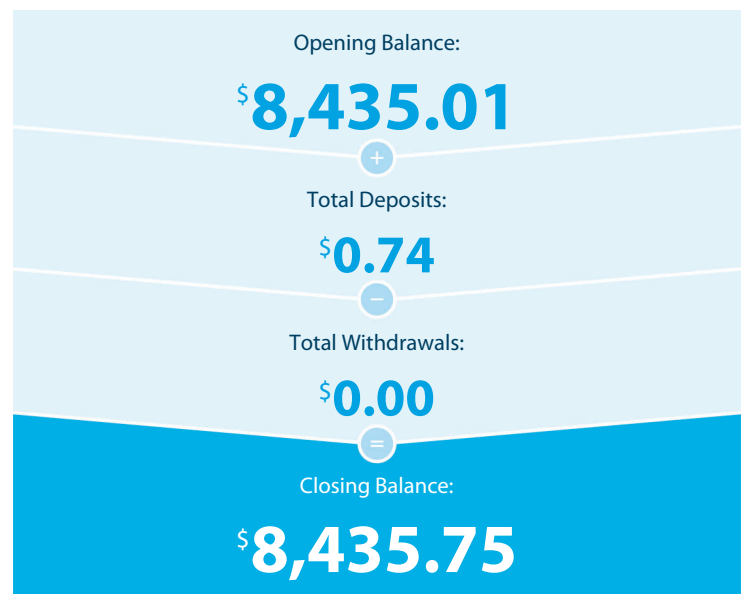 Opening Balance:
$8,435.01
+
Total Deposits:
$0.74
−
Total Withdrawals:
$0.00
=
Closing Balance:
$8,435.75